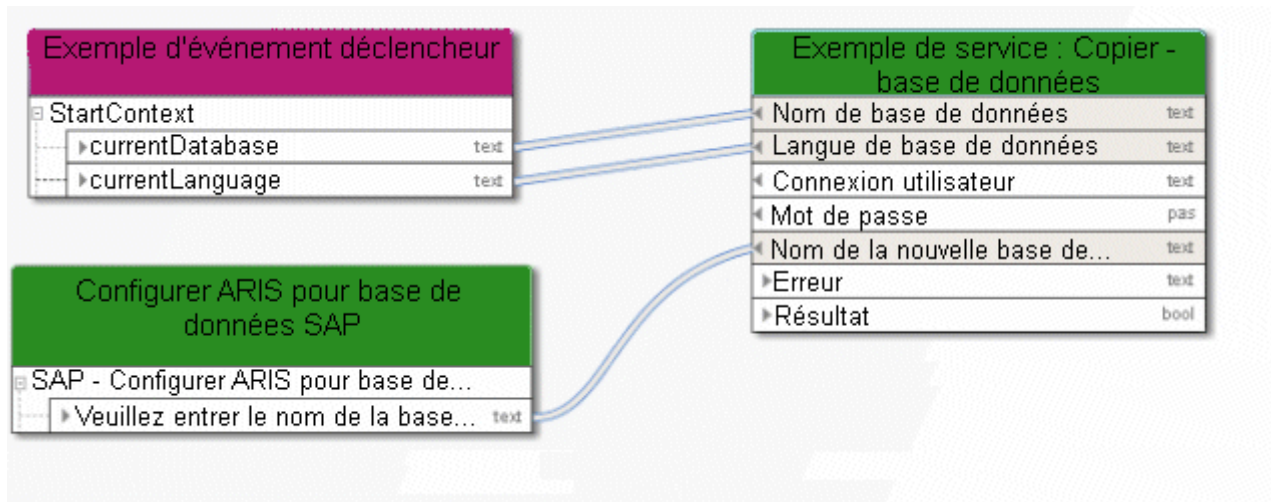 Exemple d'événement déclencheur
StartContext
currentDatabase text
currentLanguage text
Configurer ARIS pour base de
données SAP
SAP - Configurer ARIS pour base de...
Veuillez entrer le nom de la base... text
Exemple de service : Copier -
base de données
Nom de base de données text
Langue de base de données text
Connexion utilisateur text
Mot de passe pas
Nom de la nouvelle base de... text
Erreur text
Résultat bool